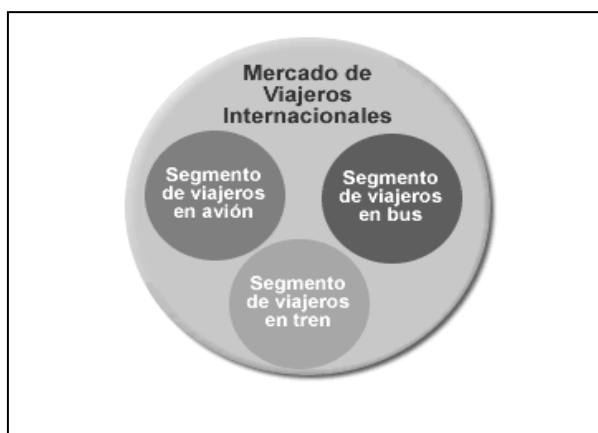 Mercado de
Viajeros
Internacionales
Segmento
de viajeros
en avión
Segmento
de viajeros
en bus
Segmento
de viajeros
en tren